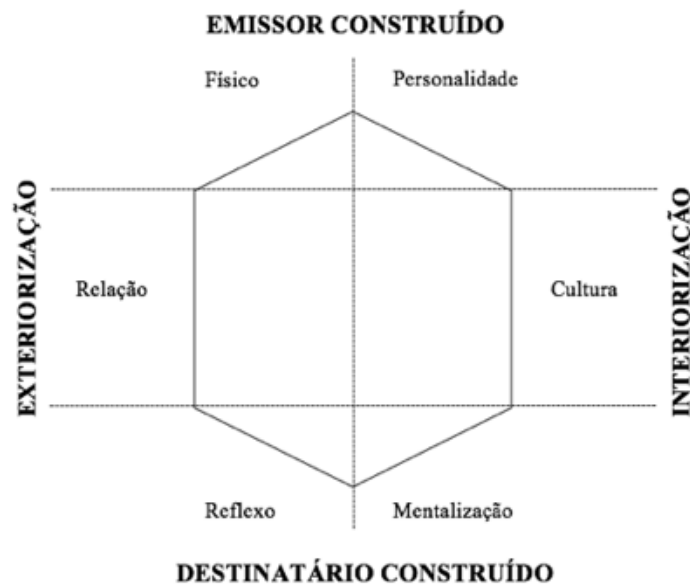 EMISSOR CONSTRUÍDO
Físico
Personalidade
EXTERIORIZAÇÃO
INTERIORIZAÇÃO
Relação
Cultura
Reflexo
Mentalização
DESTINATÁRIO CONSTRUÍDO